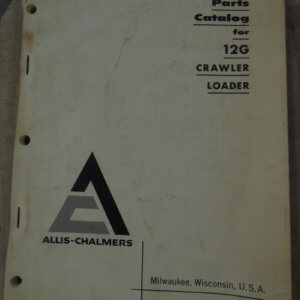 Parts
Catalog
for
12G
CRAWLER
LOADER
ALLIS-CHALMERS
Milwaukee, Wisconsin, U.S.A.